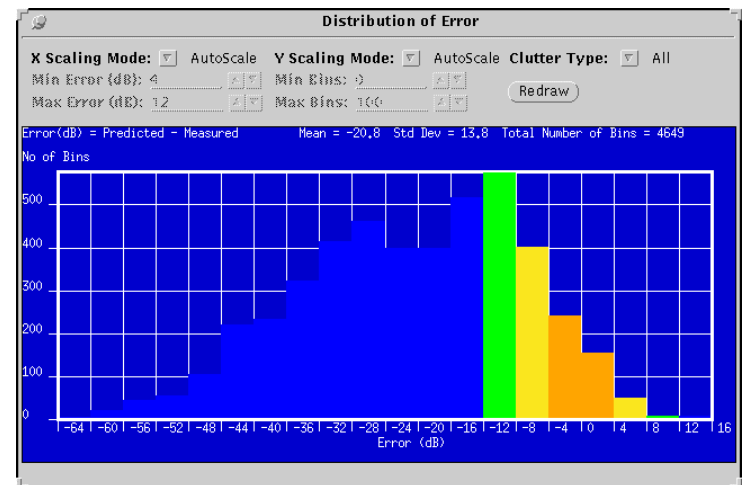 Distribution of Error
X Scaling Mode: AutoScale Y Scaling Mode: AutoScale Clutter Type: All
Min Error (dB): 4 Min Bins: 0
Max Error (dB): 12 Max Bins: 100
Redraw
Error(dB) = Predicted - Measured Mean = -20.8 Std Dev = 13.8 Total Number of Bins = 4649
No of Bins
500
400
300
200
100
0
-64 -60 -56 -52 -48 -44 -40 -36 -32 -28 -24 -20 -16 -12 -8 -4 0 4 8 12 16
Error (dB)